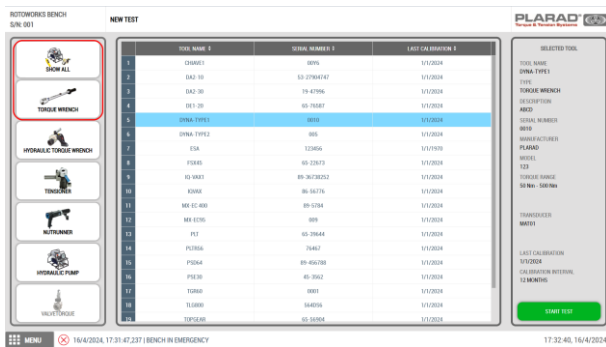 ROTOWORKS BENCH
S/N: 001
NEW TEST
PLARAD
Torque & Tension Systems
SHOW ALL
TORQUE WRENCH
HYDRAULIC TORQUE WRENCH
TENSIONER
NUTRUNNER
HYDRAULIC PUMP
VALVETORQUE
TOOL NAME SERIAL NUMBER LAST CALIBRATION
1 CHIAVE1 0096 1/1/2024
2 DA2-10 53-27984747 1/1/2024
3 DA2-30 19-47996 1/1/2024
4 DE1-20 65-76587 1/1/2024
5 DYNA-TYPE1 0010 1/1/2024
6 DYNA-TYPE2 005 1/1/2024
7 ESA 123456 1/1/1970
8 FSXH5 65-22673 1/1/2024
9 89-36738252 1/1/2024
10 IQVAX 86-56776 1/1/2024
11 MX-EC400 89-5784 1/1/2024
12 MX-EC95 009 1/1/2024
13 PLT 65-39644 1/1/2024
14 76467 1/1/2024
15 PSD64 89-456788 1/1/2024
16 PSE30 45-3562 1/1/2024
17 TGR60 0001 1/1/2024
18 TLG800 1/1/2024
19 TOPGEAR 65-56904 1/1/2024
SELECTED TOOL
TOOL NAME
DYNA-TYPE1
TYPE
TORQUE WRENCH
DESCRIPTION
ABCD
SERIAL NUMBER
0010
MANUFACTURER
PLARAD
MODEL
123
TORQUE RANGE
50 Nm - 500 Nm
TRANSDUCER
MAT01
LAST CALIBRATION
1/1/2024
CALIBRATION INTERVAL
12 MONTHS
START TEST
MENU 16/4/2024, 17:31:47,237 | BENCH IN EMERGENCY 17:32:40, 16/4/2024